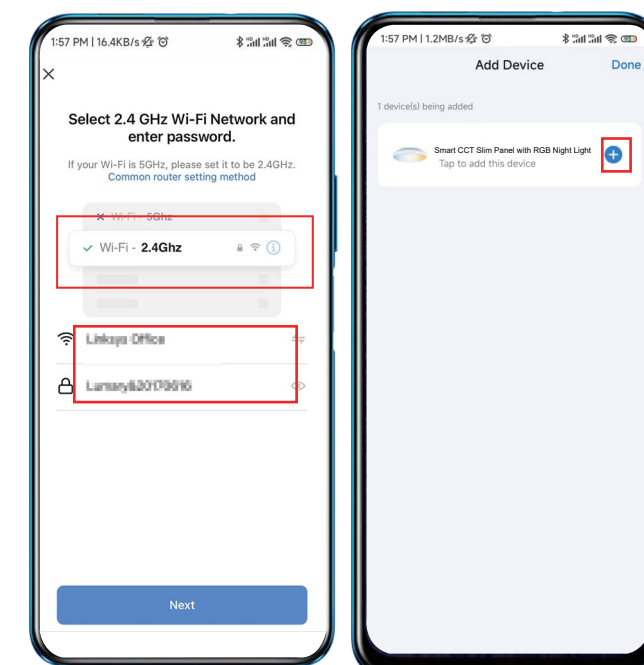 1:57 PM | 16.4KB/s
Select 2.4 GHz Wi-Fi Network and
enter password.
If your Wi-Fi is 5GHz, please set it to be 2.4GHz.
Common router setting
method
Wi-Fi - 5Ghz
Wi-Fi - 2.4Ghz
Next
1:57 PM | 1.2MB/s
Add Device
Done
1 device(s) being added
Smart CCT Slim Panel with RGB Night Light
Tap to add this device